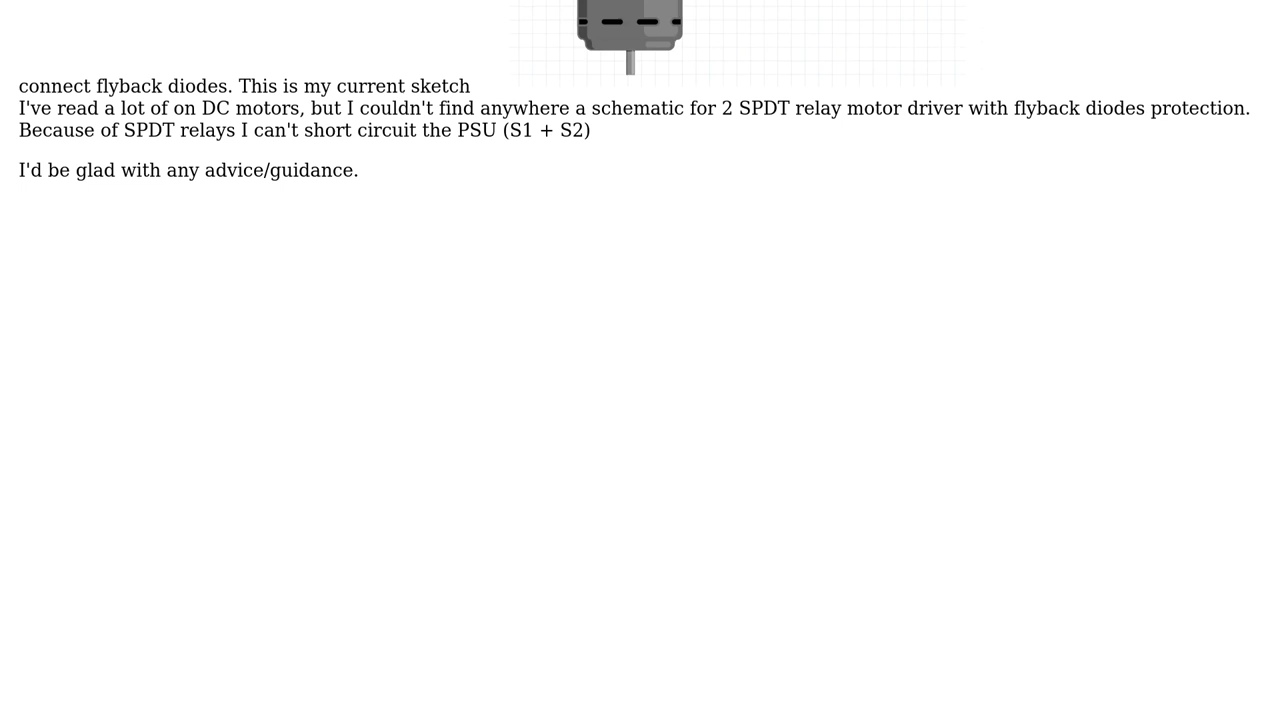 connect flyback diodes. This is my current sketch
I've read a lot of on DC motors, but I couldn't find anywhere a schematic for 2 SPDT relay motor driver with flyback diodes protection.
Because of SPDT relays I can't short circuit the PSU (S1 + S2)
I'd be glad with any advice/guidance.